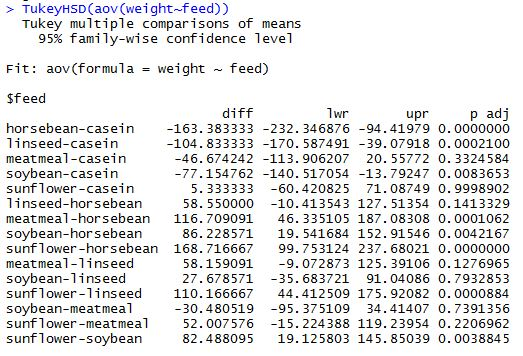 > TukeyHSD(aov(weight~feed))
  Tukey multiple comparisons of means
    95% family-wise confidence level

Fit: aov(formula = weight ~ feed)

$feed
                           diff         lwr       upr     p adj
horsebean-casein    -163.383333 -232.346876 -94.41979 0.0000000
linseed-casein      -104.833333 -170.587491 -39.07918 0.0002100
meatmeal-casein      -46.674242 -113.906207  20.55772 0.3324584
soybean-casein       -77.154762 -140.517054 -13.79247 0.0083653
sunflower-casein       5.333333  -60.420825  71.08749 0.9998902
linseed-horsebean     58.550000  -10.413543 127.51354 0.1413329
meatmeal-horsebean   116.709091   46.335105 187.08308 0.0001062
soybean-horsebean     86.228571   19.541684 152.91546 0.0042167
sunflower-horsebean  168.716667   99.753124 237.68021 0.0000000
meatmeal-linseed      58.159091   -9.072873 125.39106 0.1276965
soybean-linseed       27.678571  -35.683721  91.04086 0.7932853
sunflower-linseed    110.166667   44.412509 175.92082 0.0000884
soybean-meatmeal     -30.480519  -95.375109  34.41407 0.7391356
sunflower-meatmeal    52.007576  -15.224388 119.23954 0.2206962
sunflower-soybean     82.488095   19.125803 145.85039 0.0038845